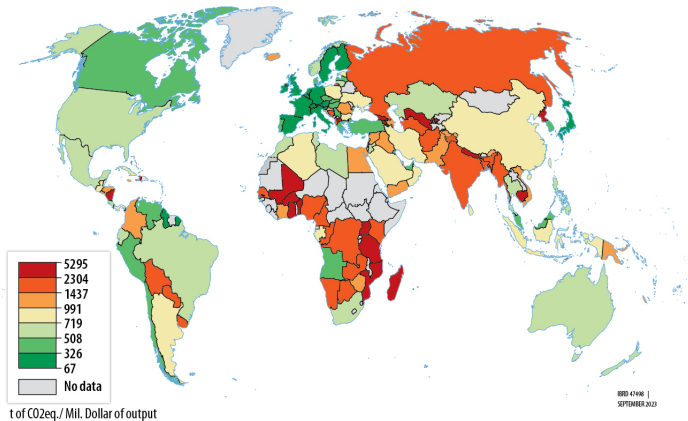 5295
2304
1437
991
719
508
326
67
No data
t of CO2eq./ Mil. Dollar of output
IBRD 47498 |
SEPTEMBER 2023